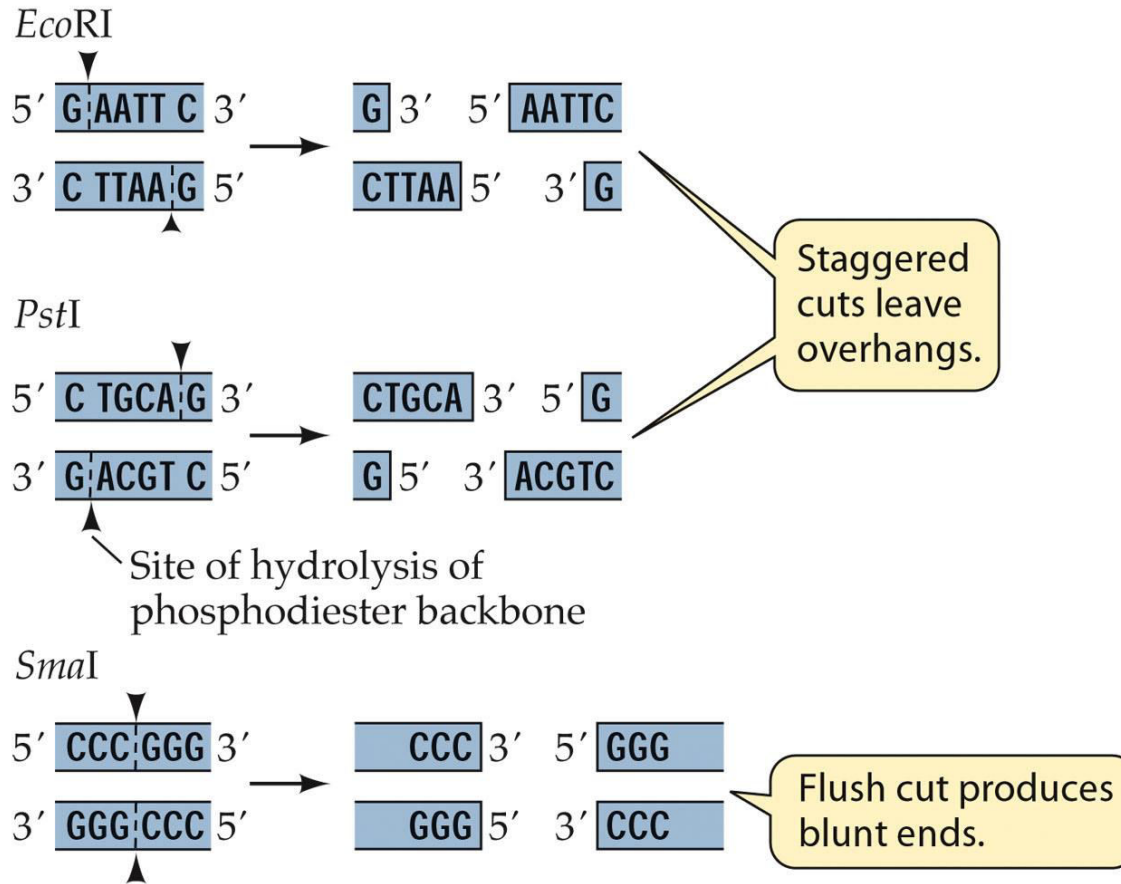 EcoRI
5′ G AATT C 3′ G 3′ 5′ AATTC
3′ C TTAA G 5′ CTTAA 5′ 3′ G
Staggered
cuts leave
overhangs.
PstI
5′ C TGCA G 3′ CTGCA 3′ 5′ G
3′ G ACGT C 5′ G 5′ 3′ ACGTC
Site of hydrolysis of
phosphodiester backbone
SmaI
5′ CCC GGG 3′ CCC 3′ 5′ GGG
3′ GGG CCC 5′ GGG 5′ 3′ CCC
Flush cut produces
blunt ends.